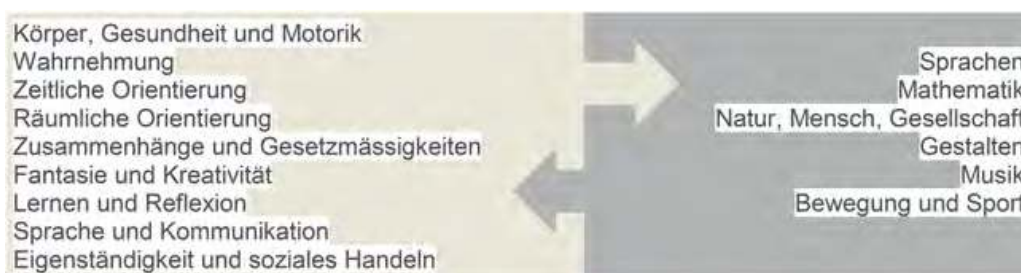 Körper, Gesundheit und Motorik
Wahrnehmung
Zeitliche Orientierung
Räumliche Orientierung
Zusammenhänge und Gesetzmässigkeiten
Fantasie und Kreativität
Lernen und Reflexion
Sprache und Kommunikation
Eigenständigkeit und soziales Handeln
Sprachen
Mathematik
Natur, Mensch, Gesellschaft
Gestalten
Musik
Bewegung und Sport